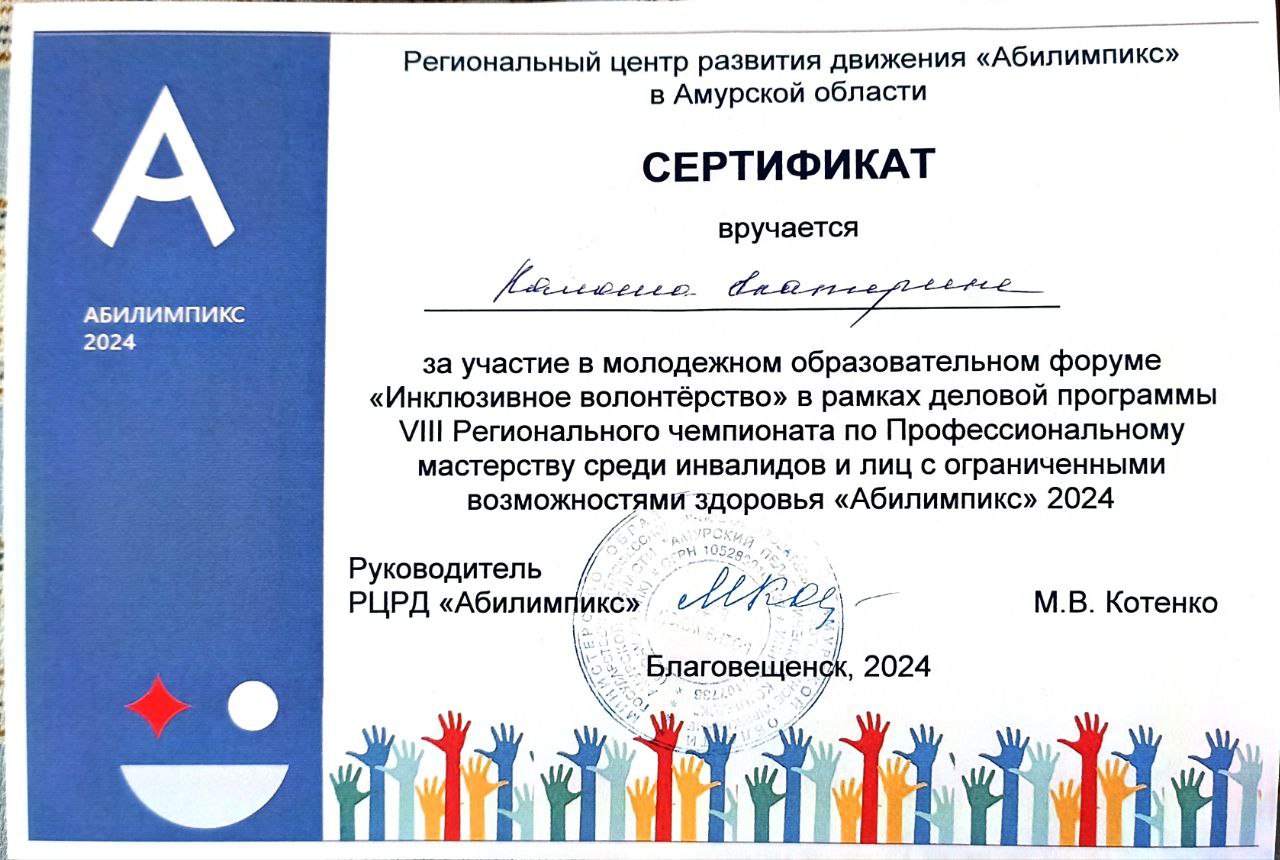 АБИЛИМПИКС
2024
Региональный центр развития движения «Абилимпикс»
в Амурской области
СЕРТИФИКАТ
вручается
Екатерине
за участие в молодежном образовательном форуме
«Инклюзивное волонтёрство» в рамках деловой программы
VIII Регионального чемпионата по Профессиональному
мастерству среди инвалидов и лиц с ограниченными
возможностями здоровья «Абилимпикс» 2024
Руководитель
РЦРД «Абилимпикс»
М.В. Котенко
Благовещенск, 2024